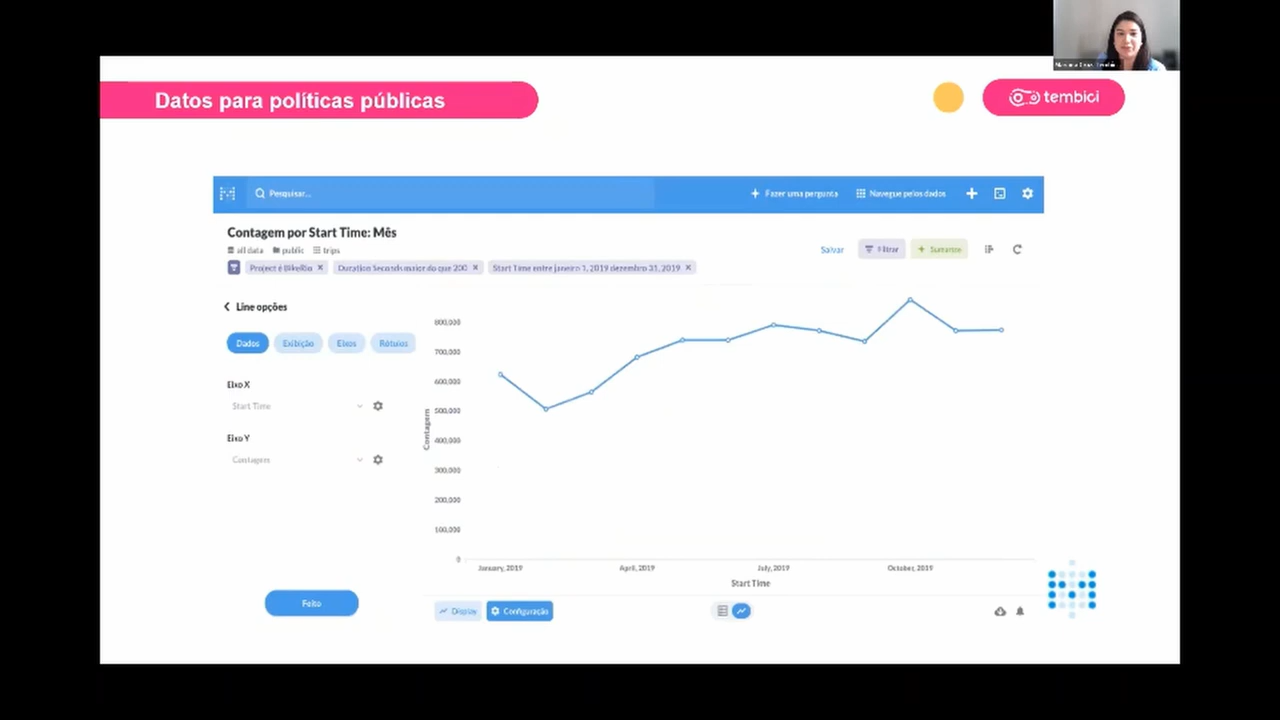 Datos para políticas públicas
tembici
Pesquisar...
Fazer uma pergunta
Navegue pelos dados
Contagem por Start Time: Mês
all data
public
trips
Salvar
Filtrar
Sumarize
Project é BikeRio ×
Duration Seconds maior do que 200 ×
Start Time entre janeiro 1, 2019 dezembro 31, 2019 ×
Line opções
Dados
Exibição
Eixos
Rótulos
Eixo X
Start Time
Eixo Y
Contagem
Feito
Contagem
800,000
700,000
600,000
500,000
400,000
300,000
200,000
100,000
0
January, 2019
April, 2019
July, 2019
October, 2019
Start Time
Display
Configuração